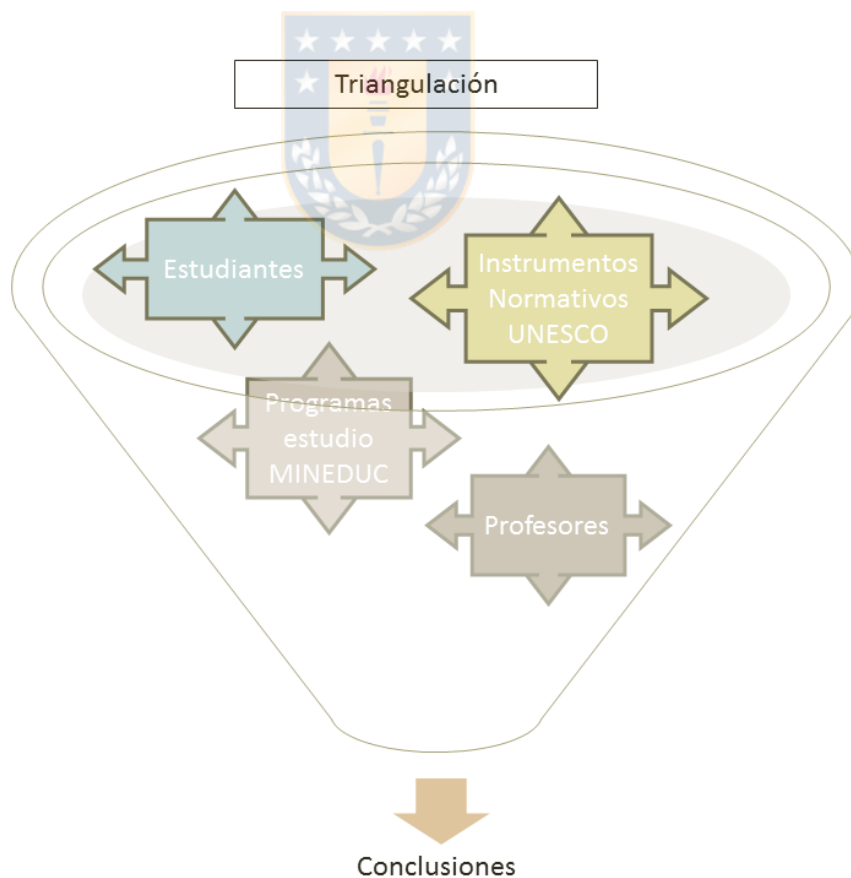 Triangulación
Estudiantes
Instrumentos
Normativos
UNESCO
Programas
estudio
MINEDUC
Profesores
Conclusiones